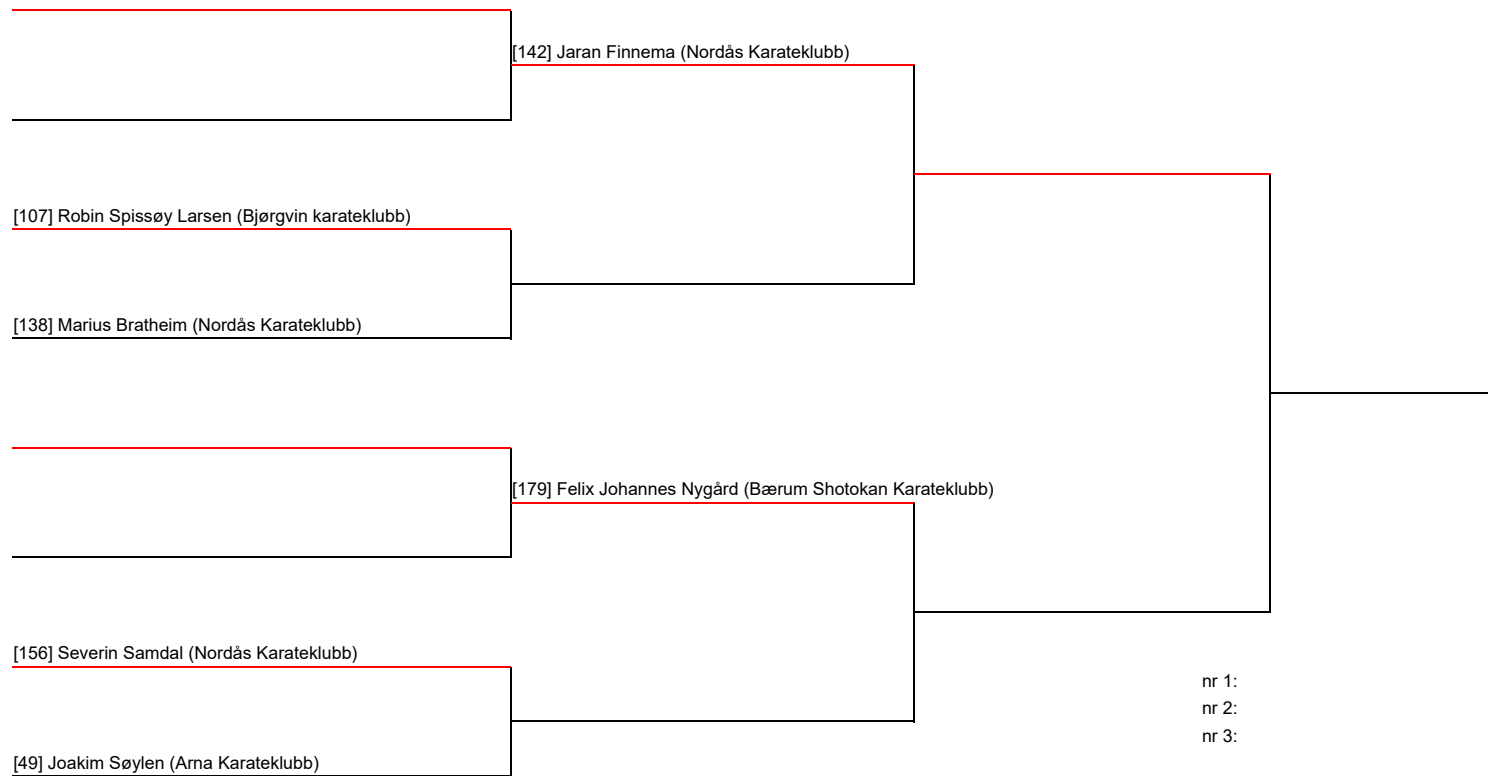 [142] Jaran Finnema (Nordås Karateklubb)
[107] Robin Spissøy Larsen (Bjørgvin karateklubb)
[138] Marius Bratheim (Nordås Karateklubb)
[179] Felix Johannes Nygård (Bærum Shotokan Karateklubb)
[156] Severin Samdal (Nordås Karateklubb)
nr 1:
nr 2:
nr 3:
[49] Joakim Søylen (Arna Karateklubb)